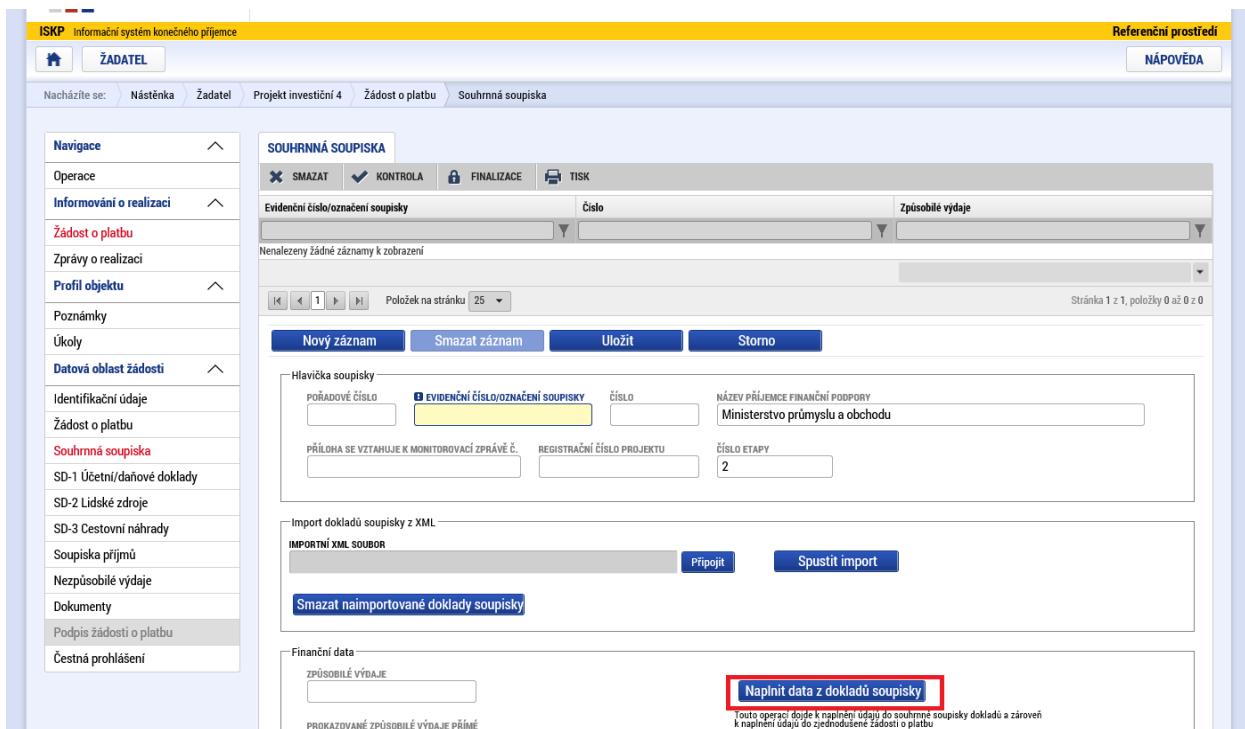 ISKP Informační systém konečného příjemce Referenční prostředí
ŽADATEL NÁPOVĚDA
Nacházíte se: Nástěnka Žadatel Projekt investiční 4 Žádost o platbu Souhrnná soupiska
Navigace
Operace
Informování o realizaci
Žádost o platbu
Zprávy o realizaci
Profil objektu
Poznámky
Úkoly
Datová oblast žádosti
Identifikační údaje
Žádost o platbu
Souhrnná soupiska
SD-1 Účetní/daňové doklady
SD-2 Lidské zdroje
SD-3 Cestovní náhrady
Soupiska příjmů
Nezpůsobilé výdaje
Dokumenty
Podpis žádosti o platbu
Čestná prohlášení
SOUHRNNÁ SOUPISKA
SMAZAT KONTROLA FINALIZACE TISK
Evidenční číslo/označení soupisky Číslo Způsobilé výdaje
Nenalezeny žádné záznamy k zobrazení
1 Položek na stránku 25 Stránka 1 z 1, položky 0 až 0 z 0
Nový záznam Smazat záznam Uložit Storno
Hlavička soupisky
POŘADOVÉ ČÍSLO EVIDENČNÍ ČÍSLO/OZNAČENÍ SOUPISKY ČÍSLO NÁZEV PŘÍJEMCE FINANČNÍ PODPORY
Ministerstvo průmyslu a obchodu
PŘÍLOHA SE VZTAHUJE K MONITOROVACÍ ZPRÁVĚ Č. REGISTRAČNÍ ČÍSLO PROJEKTU ČÍSLO ETAPY
2
Import dokladů soupisky z XML
IMPORTNÍ XML SOUBOR
Připojit Spustit import
Smazat naimportované doklady soupisky
Finanční data
ZPŮSOBILÉ VÝDAJE
Naplnit data z dokladů soupisky
Touto operací dojde k naplnění údajů do souhrnné soupisky dokladů a zároveň
k naplnění údajů do zjednodušené žádosti o platbu
PROKAZOVANÉ ZPŮSOBILÉ VÝDAJE PŘÍMÉ